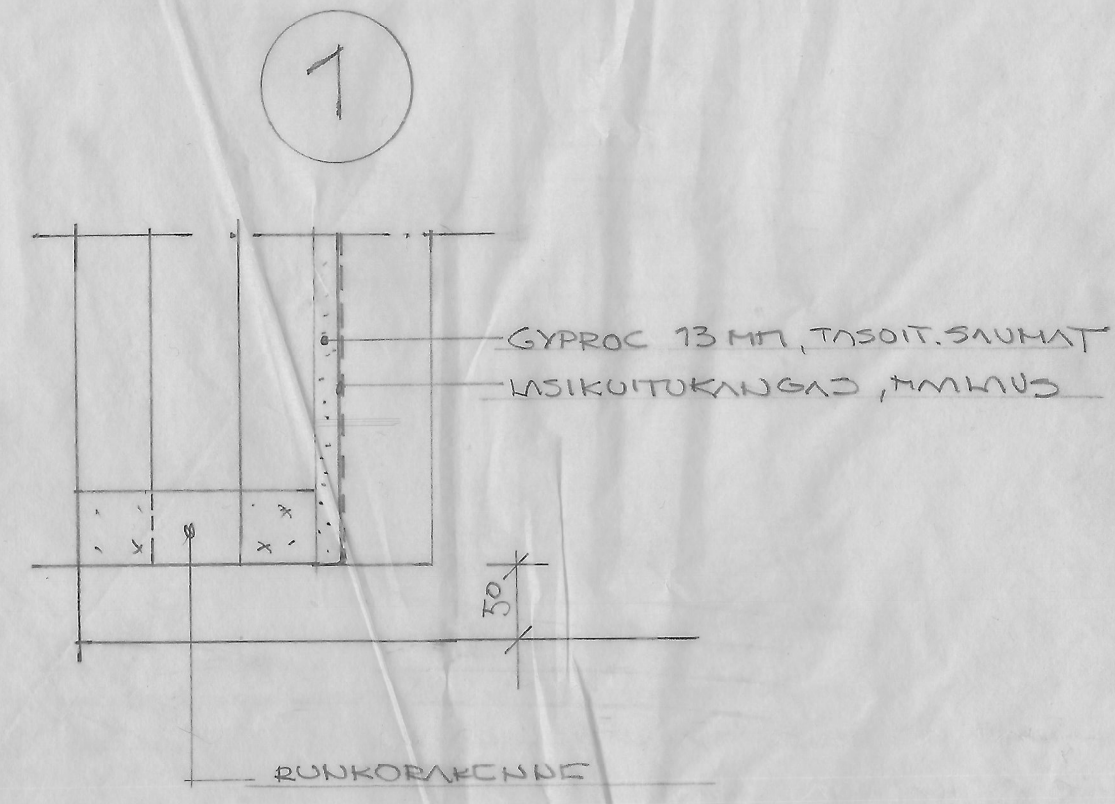 1
GYPROC 13 MM, TASOIT. SAUMAT
LASIKUITUKANGAS, MAALAUS
50
RUNKORAKENNE